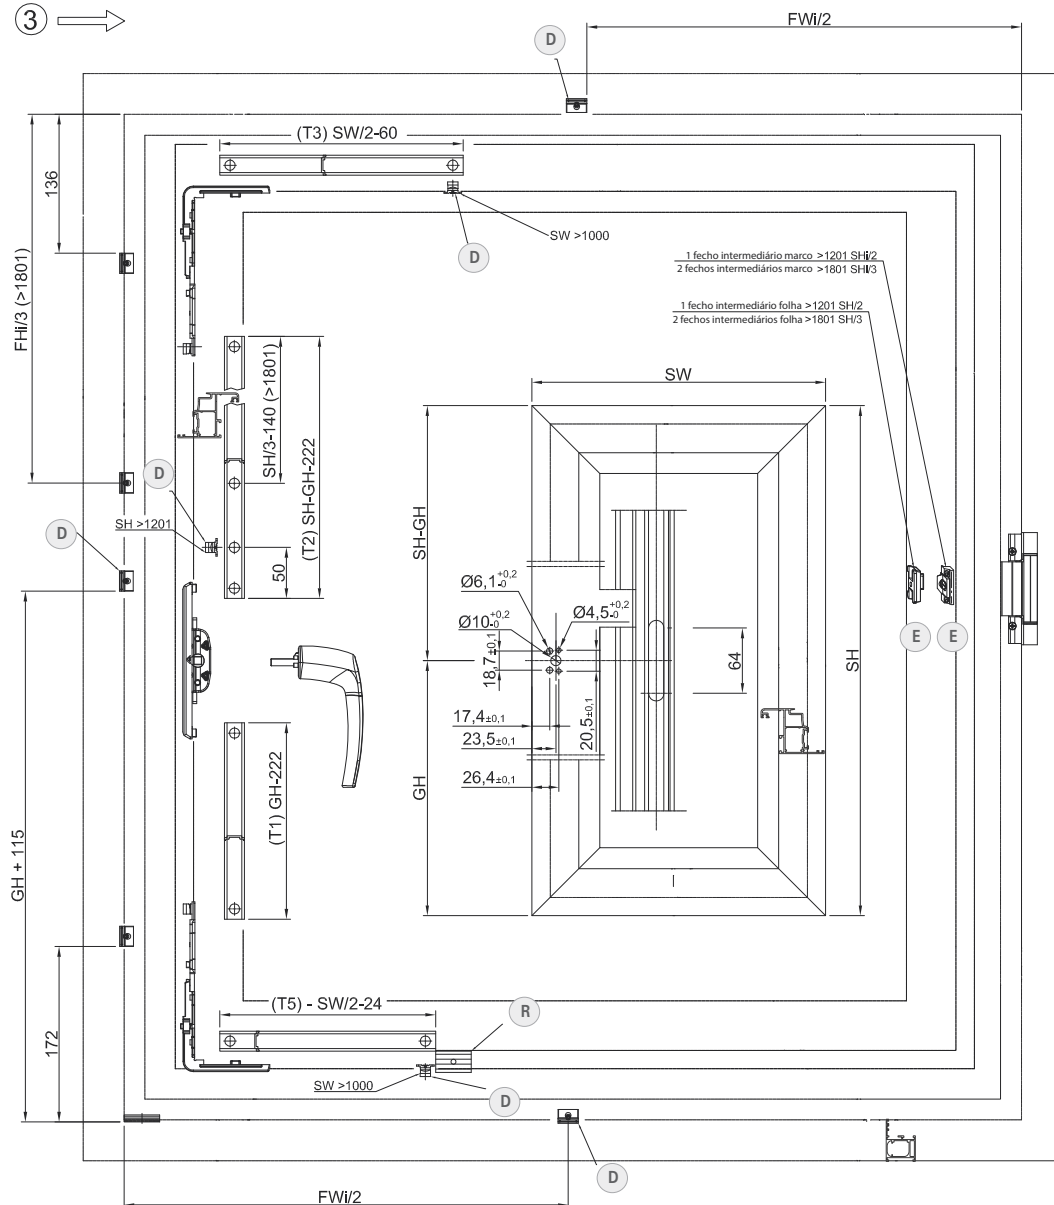 3
FWi/2
D
(T3) SW/2-60
136
FHi/3 (>1801)
SW >1000
D
1 fecho intermediário marco >1201 SHi/2
2 fechos intermediários marco >1801 SHi/3
1 fecho intermediário folha >1201 SH/2
2 fechos intermediários folha >1801 SH/3
SW
SH/3-140 (>1801)
(T2) SH-GH-222
SH-GH
D
SH >1201
D
50
Ø6,1 +0,2 -0
Ø10 +0,2 -0
Ø4,5 +0,2 -0
18,7±0,1
64
SH
E
E
17,4±0,1
23,5±0,1
26,4±0,1
20,5±0,1
GH
(T1) GH-222
GH + 115
172
(T5) - SW/2-24
R
SW >1000
D
D
FWi/2